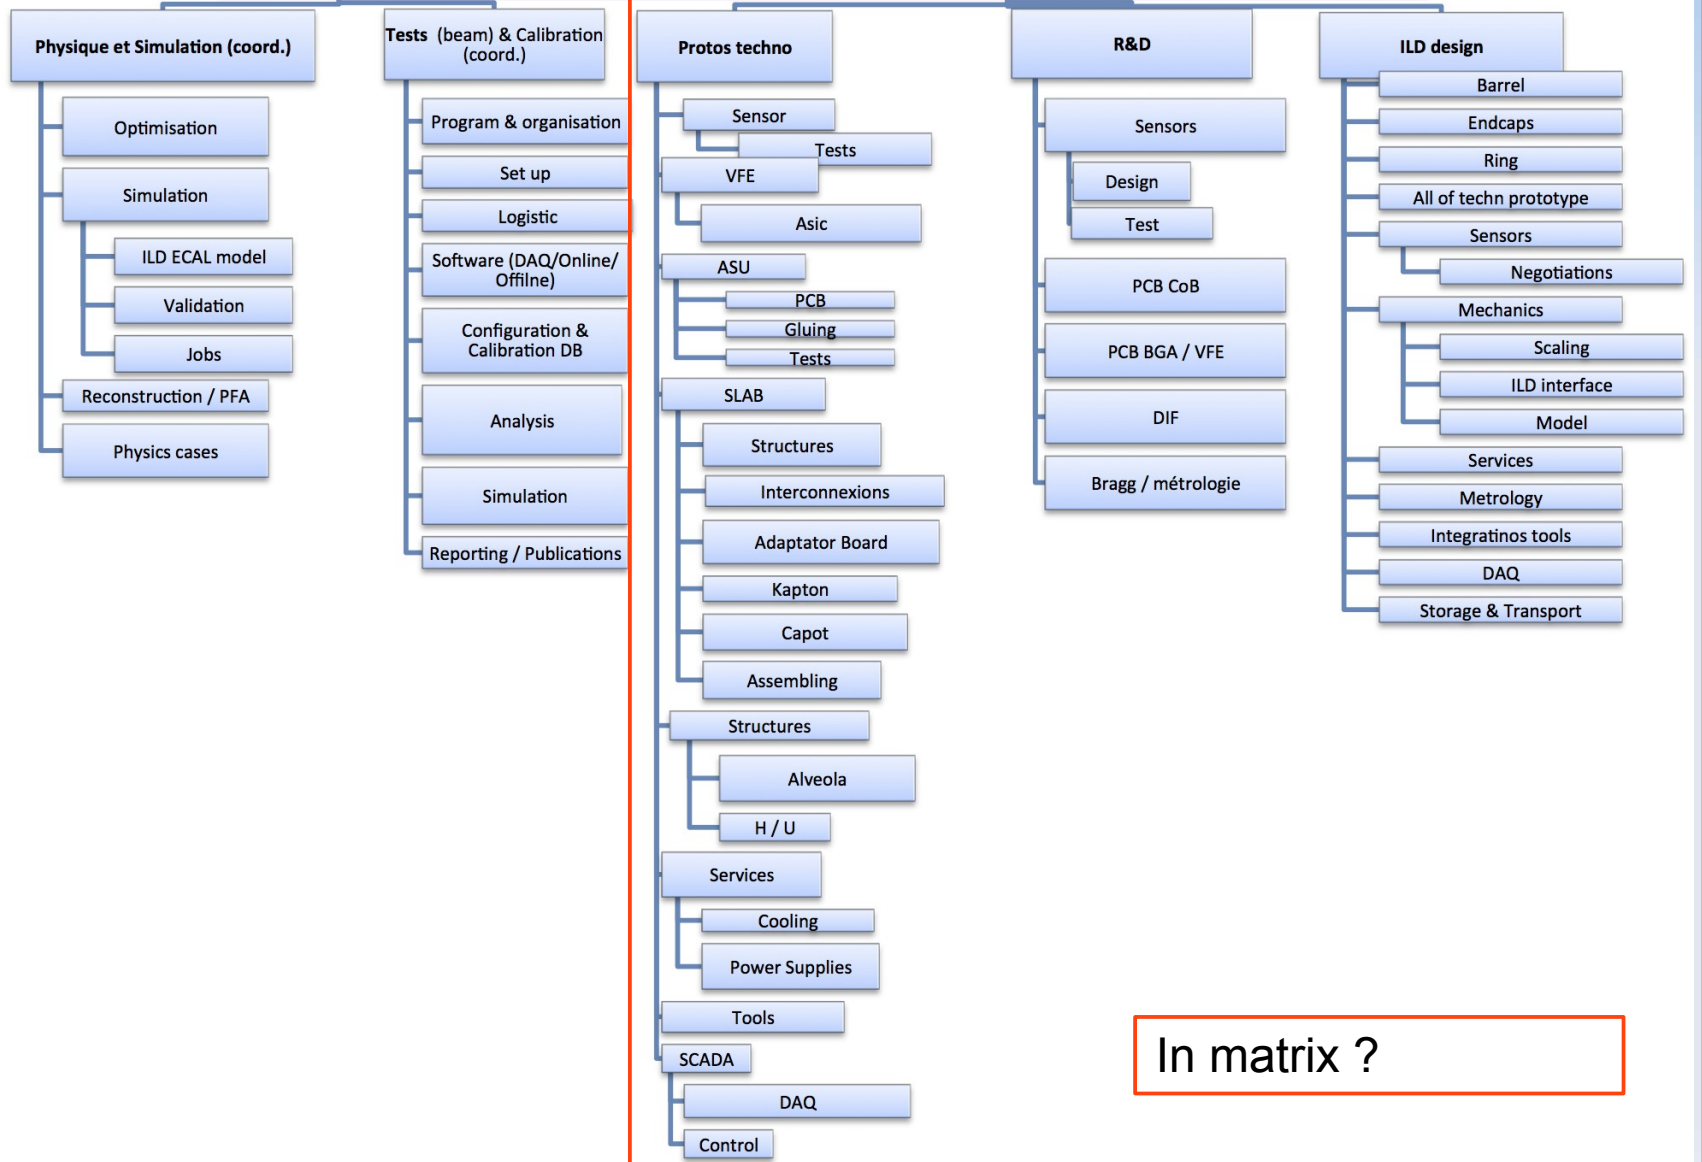 Physique et Simulation (coord.)
Optimisation
Simulation
ILD ECAL model
Validation
Jobs
Reconstruction / PFA
Physics cases
Tests (beam) & Calibration
(coord.)
Program & organisation
Set up
Logistic
Software (DAQ/Online/
Offilne)
Configuration &
Calibration DB
Analysis
Simulation
Reporting / Publications
Protos techno
Sensor
Tests
VFE
Asic
ASU
PCB
Gluing
Tests
SLAB
Structures
Interconnexions
Adaptator Board
Kapton
Capot
Assembling
Structures
Alveola
H / U
Services
Cooling
Power Supplies
Tools
SCADA
DAQ
Control
R&D
Sensors
Design
Test
PCB CoB
PCB BGA / VFE
DIF
Bragg / métrologie
ILD design
Barrel
Endcaps
Ring
All of techn prototype
Sensors
Negotiations
Mechanics
Scaling
ILD interface
Model
Services
Metrology
Integratinos tools
DAQ
Storage & Transport
In matrix ?